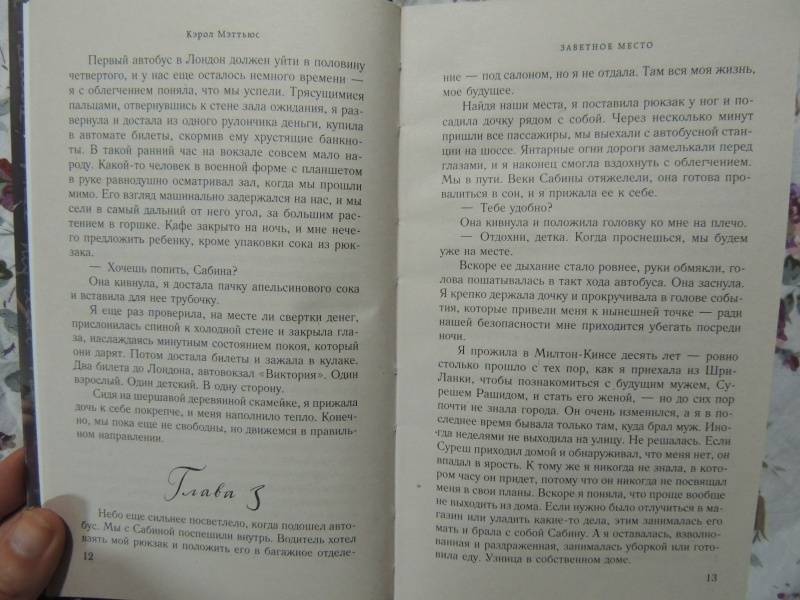 Кэрол Мэттьюс
Первый автобус в Лондон должен уйти в половину
четвертого, и у нас еще осталось немного времени —
я с облегчением поняла, что мы успели. Трясущимися
пальцами, отвернувшись к стене зала ожидания, я раз-
вернула и достала из одного рулончика деньги, купила
в автомате билеты, скормив ему хрустящие банкно-
ты. В такой ранний час на вокзале совсем мало на-
роду. Какой-то человек в военной форме с планшетом
в руке равнодушно осматривал зал, когда мы прошли
мимо. Его взгляд машинально задержался на нас, и мы
сели в самый дальний от него угол, за большим рас-
тением в горшке. Кафе закрыто на ночь, и мне нече-
го предложить ребенку, кроме упаковки сока из рюк-
зака.
— Хочешь попить, Сабина?
Она кивнула, я достала пачку апельсинового сока
и вставила для нее трубочку.
Я еще раз проверила, на месте ли свертки денег,
прислонилась спиной к холодной стене и закрыла гла-
за, наслаждаясь минутным состоянием покоя, который
они дарят. Потом достала билеты и зажала в кулаке.
Два билета до Лондона, автовокзал «Виктория». Один
взрослый. Один детский. В одну сторону.
Сидя на шершавой деревянной скамейке, я прижала
дочь к себе покрепче, и меня наполнило тепло. Конеч-
но, мы пока еще не свободны, но движемся в правиль-
ном направлении.
Глава 3
Небо еще сильнее посветлело, когда подошел авто-
бус. Мы с Сабиной поспешили внутрь. Водитель хотел
взять мой рюкзак и положить его в багажное отделе-
12
ЗАВЕТНОЕ МЕСТО
ние — под салоном, но я не отдала. Там вся моя жизнь,
мое будущее.
Найдя наши места, я поставила рюкзак у ног и по-
садила дочку рядом с собой. Через несколько минут
пришли все пассажиры, мы выехали с автобусной стан-
ции на шоссе. Янтарные огни дороги замелькали перед
глазами, и я наконец смогла вздохнуть с облегчением.
Мы в пути. Веки Сабины отяжелели, она готова про-
валиться в сон, и я прижала ее к себе.
— Тебе удобно?
Она кивнула и положила головку ко мне на плечо.
— Отдохни, детка. Когда проснешься, мы будем
уже на месте.
Вскоре ее дыхание стало ровнее, руки обмякли, го-
лова пошатывалась в такт хода автобуса. Она заснула.
Я крепко держала дочку и прокручивала в голове собы-
тия, которые привели меня к нынешней точке — ради
нашей безопасности мне приходится убегать посреди
ночи.
Я прожила в Милтон-Кинсе десять лет — ровно
столько прошло с тех пор, как я приехала из Шри-
Ланки, чтобы познакомиться с будущим мужем, Су-
решем Рашидом, и стать его женой, — но до сих пор
почти не знала города. Он очень изменился, а я в по-
следнее время бывала только там, куда брал муж. Ино-
гда неделями не выходила на улицу. Не решалась. Если
Суреш приходил домой и обнаруживал, что меня нет, он
впадал в ярость. К тому же я никогда не знала, в кото-
ром часу он придет, потому что он никогда не посвящал
меня в свои планы. Вскоре я поняла, что проще вообще
не выходить из дома. Если нужно было отлучиться в ма-
газин или уладить какие-то дела, этим занималась его
мать и брала с собой Сабину. А я оставалась, взволно-
ванная и раздраженная, занималась уборкой или гото-
вила еду. Узница в собственном доме.
13